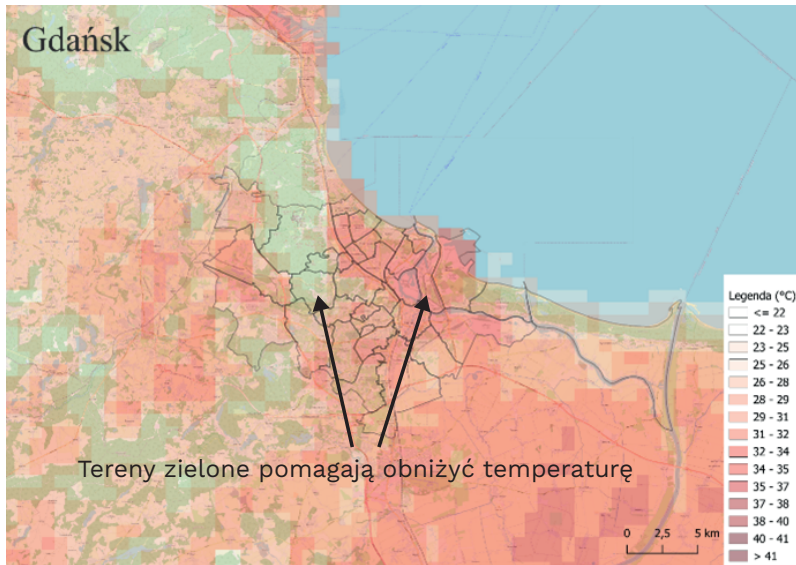 Gdańsk
Tereny zielone pomagają obniżyć temperaturę
Legenda (°C)
<= 22
22 - 23
23 - 25
25 - 26
26 - 28
28 - 29
29 - 31
31 - 32
32 - 34
34 - 35
35 - 37
37 - 38
38 - 40
40 - 41
> 41
0 2,5 5 km